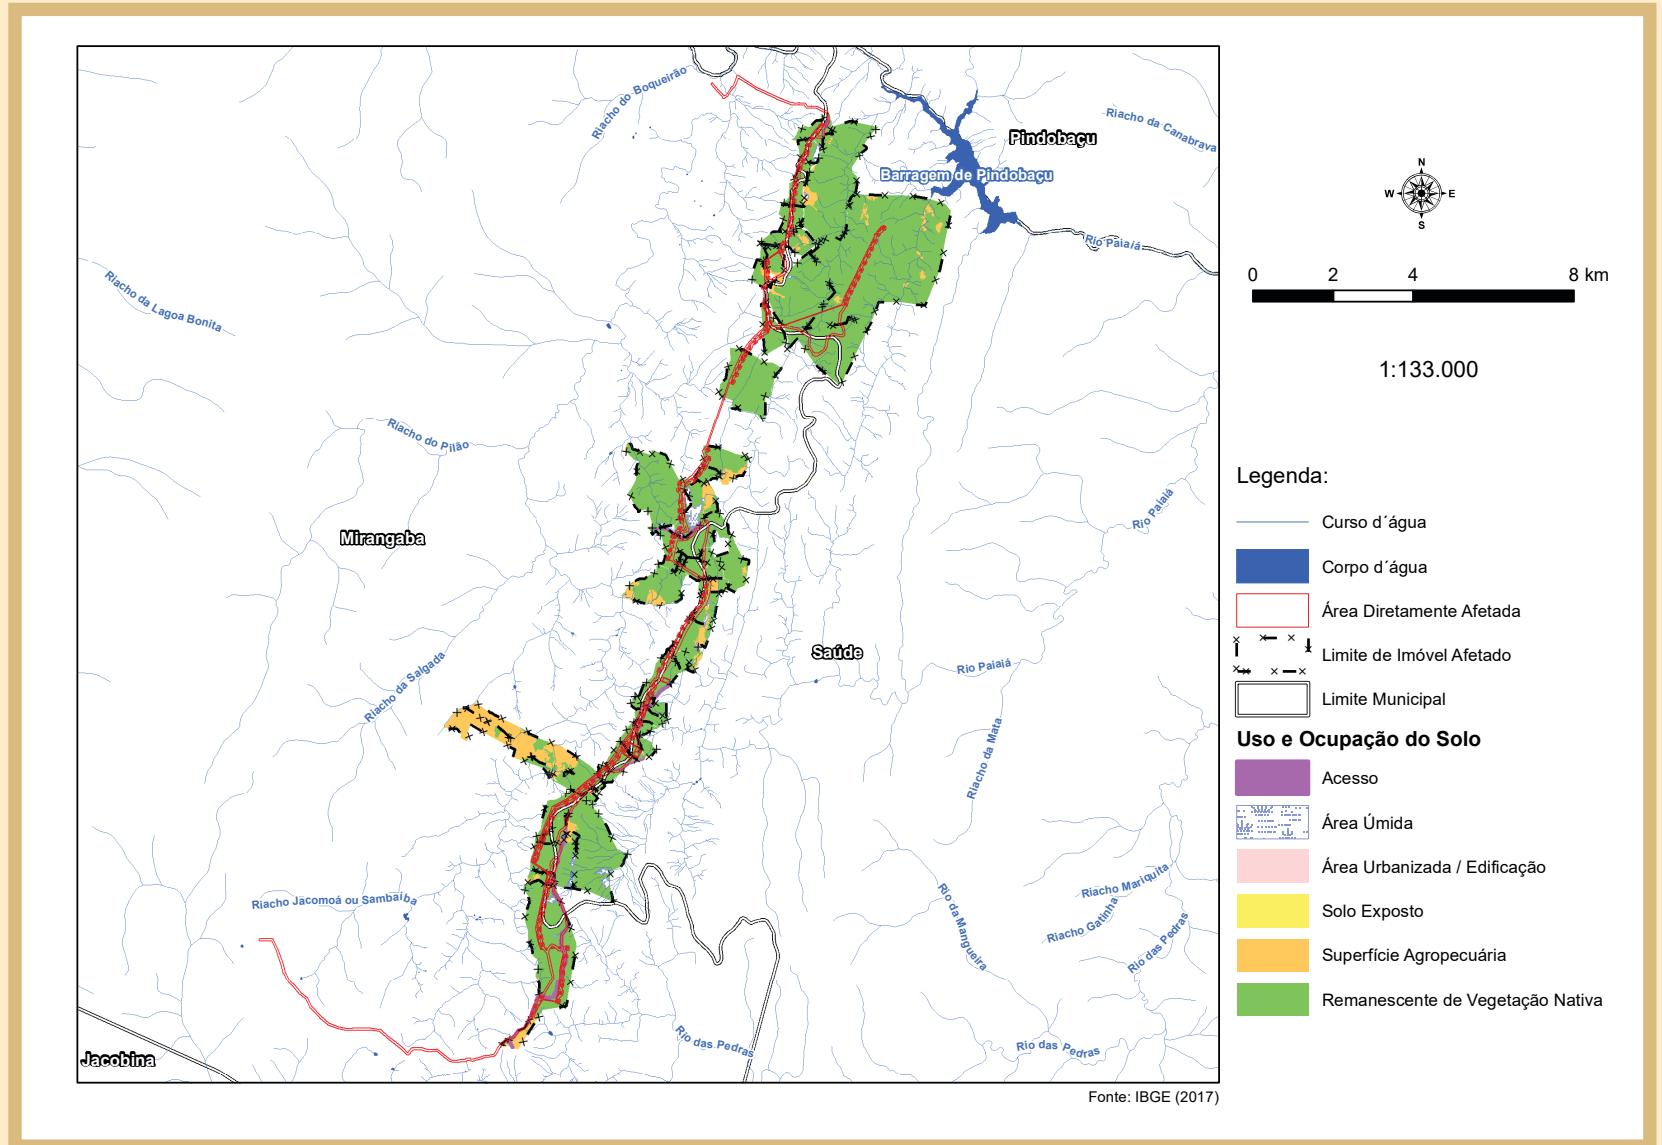 Riacho do Boqueirão
Riacho da Canabrava
Pindobaçu
Barragem de Pindobaçu
Rio Paiaiá
Riacho da Lagoa Bonita
Riacho do Pilão
Rio Paiaiá
Mirangaba
Saúde
Rio Paiaiá
Riacho da Salgada
Riacho da Mata
Riacho Jacomoá ou Sambaíba
Riacho Mariquita
Rio da Mangueira
Riacho Gatinha
Rio das Pedras
Rio das Pedras
Rio das Pedras
Jacobina
N
W E
S
0 2 4 8 km
1:133.000
Legenda:
Curso d´água
Corpo d´água
Área Diretamente Afetada
Limite de Imóvel Afetado
Limite Municipal
Uso e Ocupação do Solo
Acesso
Área Úmida
Área Urbanizada / Edificação
Solo Exposto
Superfície Agropecuária
Remanescente de Vegetação Nativa
Fonte: IBGE (2017)